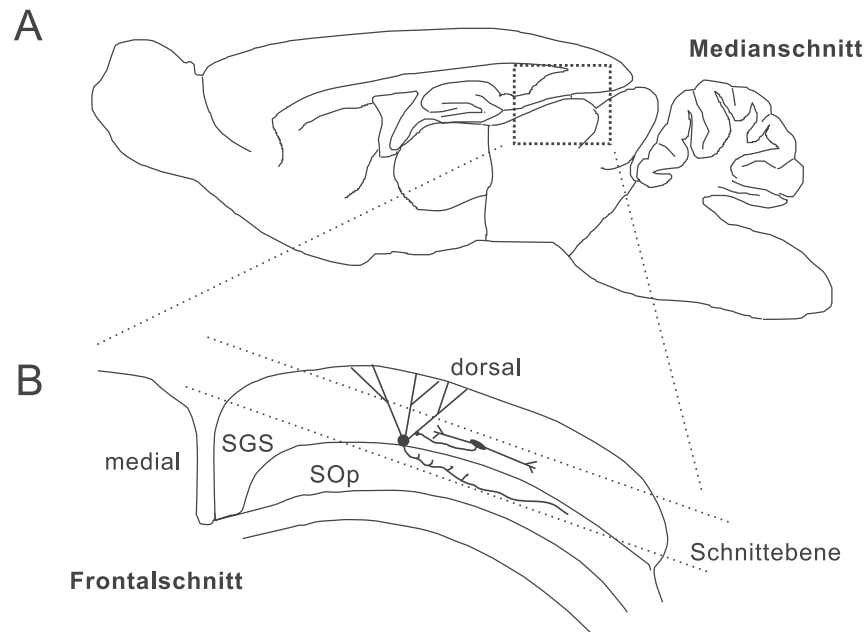 A
Medianschnitt
B
dorsal
SGS
medial
SOp
Schnittebene
Frontalschnitt